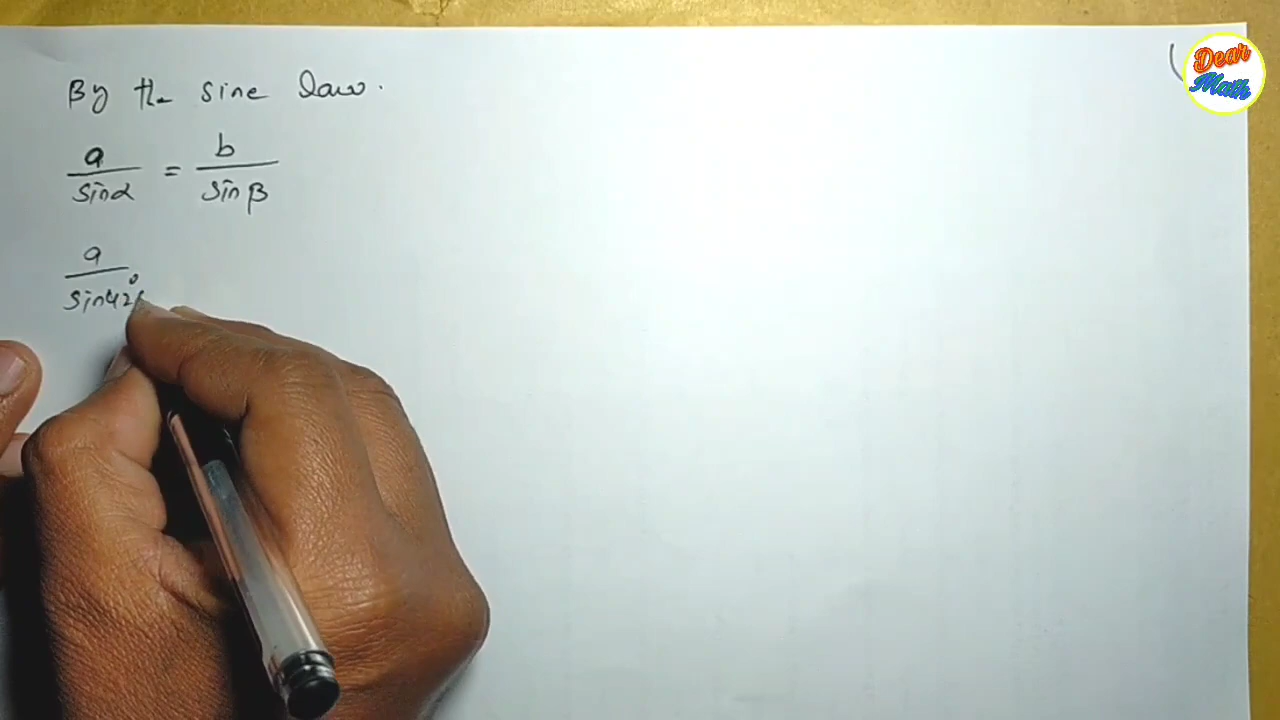 By the sine law.
a/sinα = b/sinβ
a/sin42°
Dear
Math